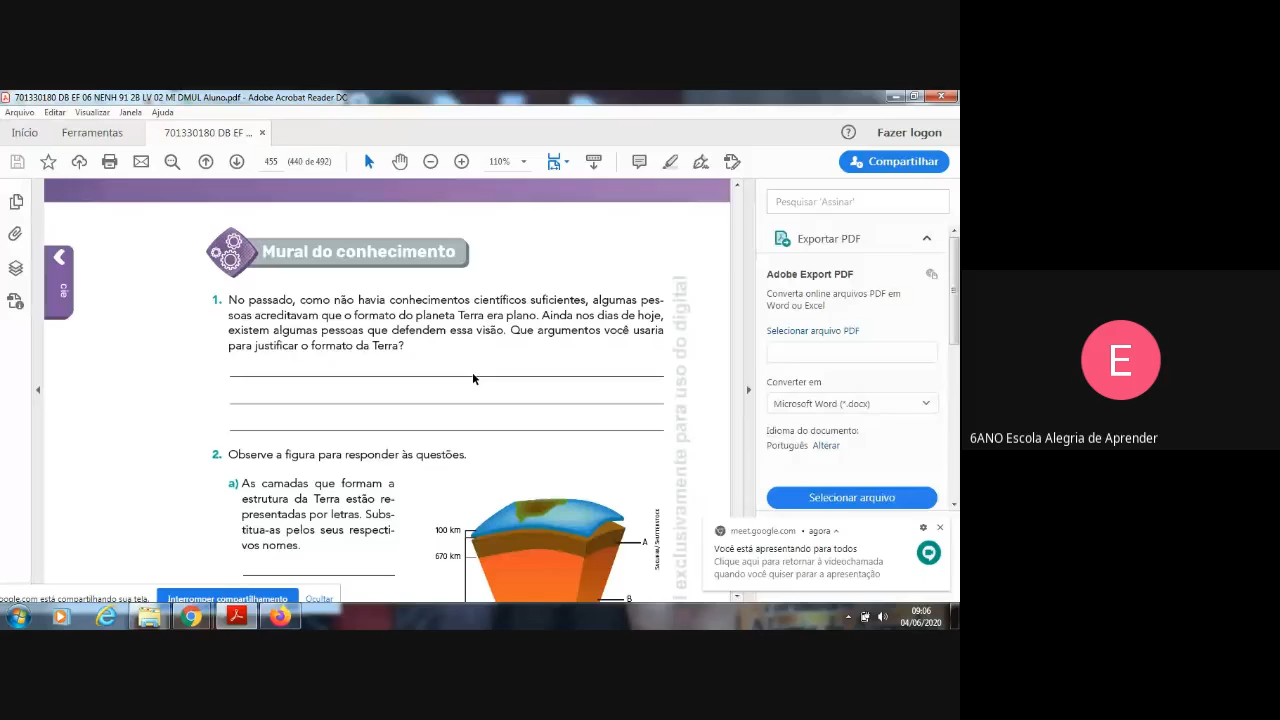 701330180 DB EF 06 NENH 91 2B LV 02 MI DMUL Aluno.pdf - Adobe Acrobat Reader DC
Arquivo Editar Visualizar Janela Ajuda
Início Ferramentas 701330180 DB EF ... × Fazer logon
455 (440 de 492) 110% Compartilhar
cie
Mural do conhecimento
1. No passado, como não havia conhecimentos científicos suficientes, algumas pes-
soas acreditavam que o formato do planeta Terra era plano. Ainda nos dias de hoje,
existem algumas pessoas que defendem essa visão. Que argumentos você usaria
para justificar o formato da Terra?
2. Observe a figura para responder às questões.
a) As camadas que formam a
estrutura da Terra estão re-
presentadas por letras. Subs-
titua-as pelos seus respecti-
vos nomes.
100 km
670 km
A
B
l exclusivamente para uso do digital
Pesquisar 'Assinar'
Exportar PDF
Adobe Export PDF
Converta online arquivos PDF em
Word ou Excel
Selecionar arquivo PDF
Converter em
Microsoft Word (*.docx)
Idioma do documento:
Português Alterar
Selecionar arquivo
meet.google.com • agora
Você está apresentando para todos
Clique aqui para retornar à videochamada
quando você quiser parar a apresentação
oogle.com está compartilhando sua tela.
Interromper compartilhamento
Ocultar
09:06
04/06/2020
E
6ANO Escola Alegria de Aprender